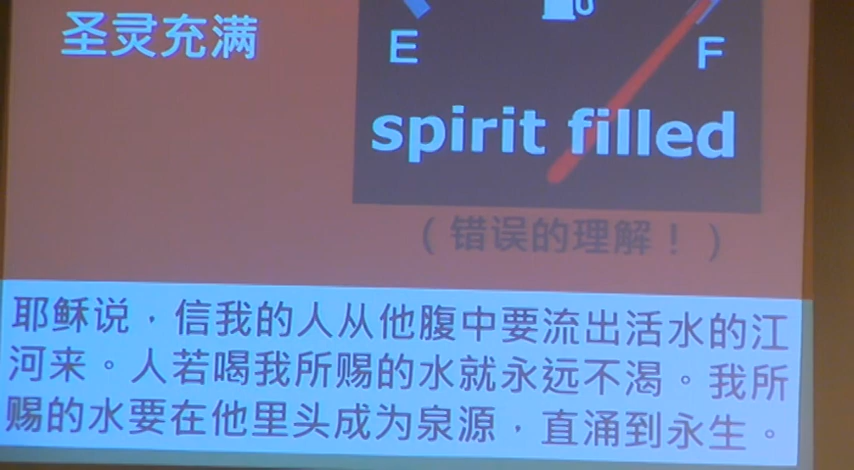 圣灵充满
E
F
spirit filled
（错误的理解！）
耶稣说，信我的人从他腹中要流出活水的江
河来。人若喝我所赐的水就永远不渴。我所
赐的水要在他里头成为泉源，直涌到永生。